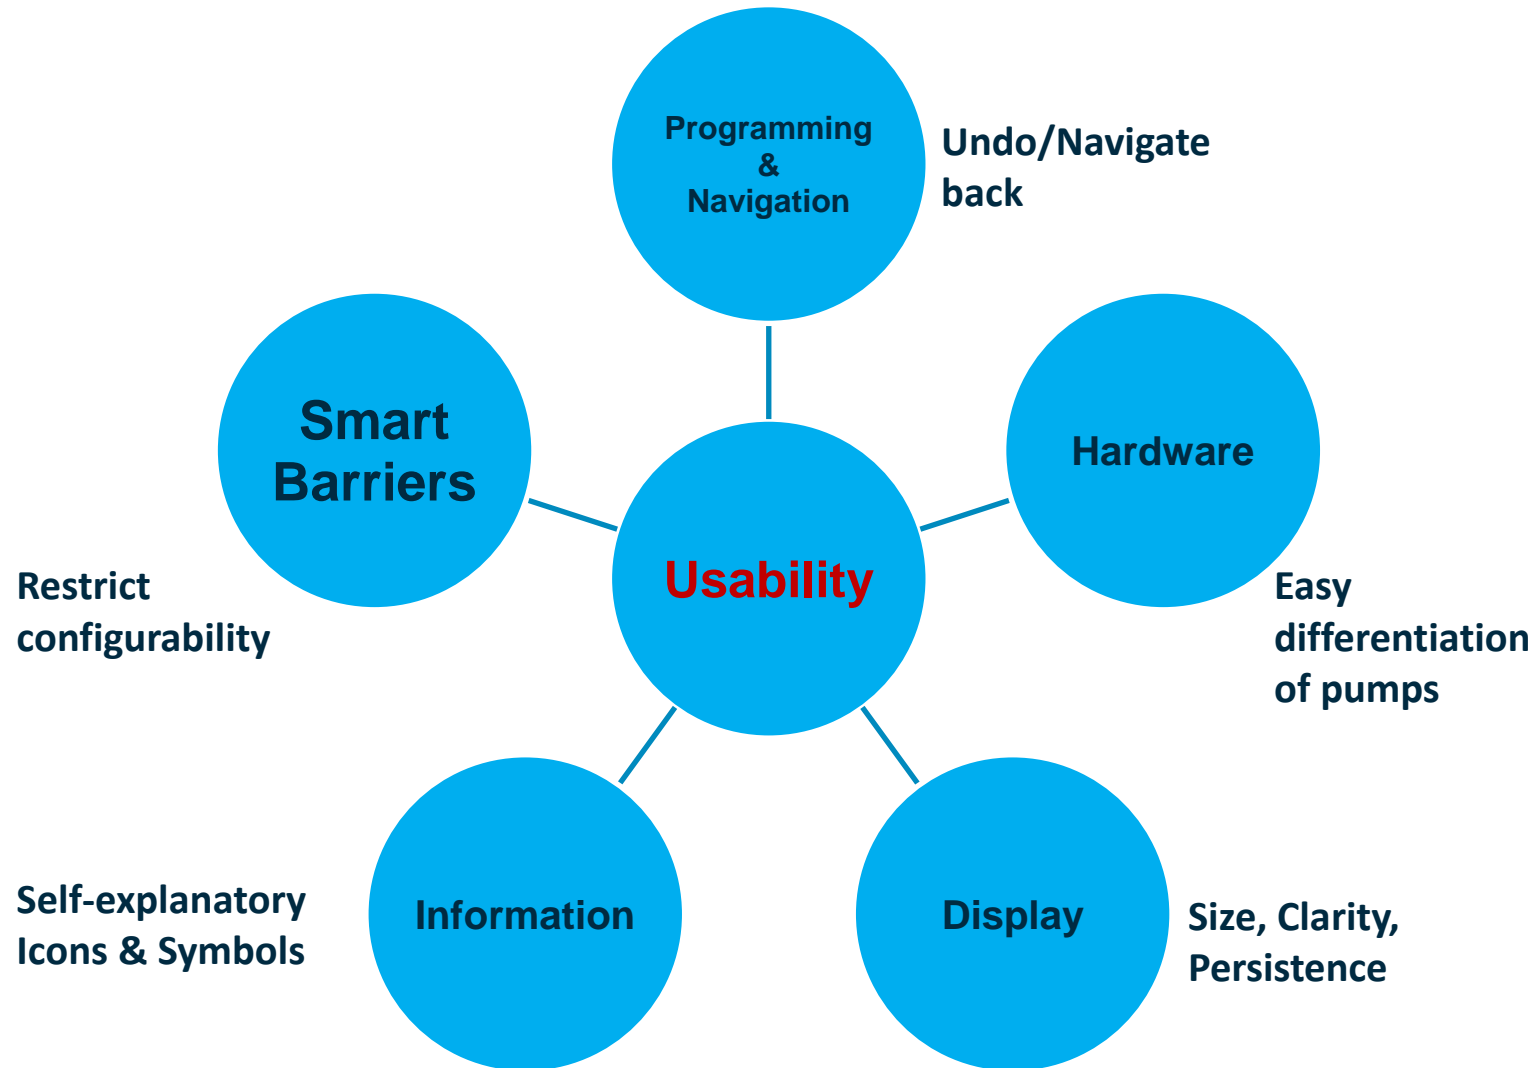 Programming
&
Navigation
Undo/Navigate
back
Smart
Barriers
Hardware
Usability
Restrict
configurability
Easy
differentiation
of pumps
Information
Display
Self-explanatory
Icons & Symbols
Size, Clarity,
Persistence